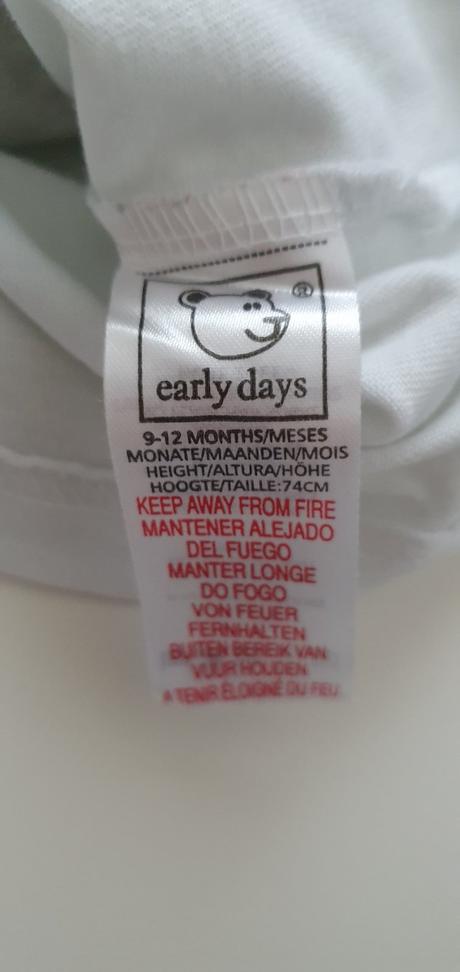 ®
early days
9-12 MONTHS/MESES
MONATE/MAANDEN/MOIS
HEIGHT/ALTURA/HÖHE
HOOGTE/TAILLE:74CM
KEEP AWAY FROM FIRE
MANTENER ALEJADO
DEL FUEGO
MANTER LONGE
DO FOGO
VON FEUER
FERNHALTEN
BUITEN BEREIK VAN
VUUR HOUDEN
A TENIR ÉLOIGNÉ DU FEU